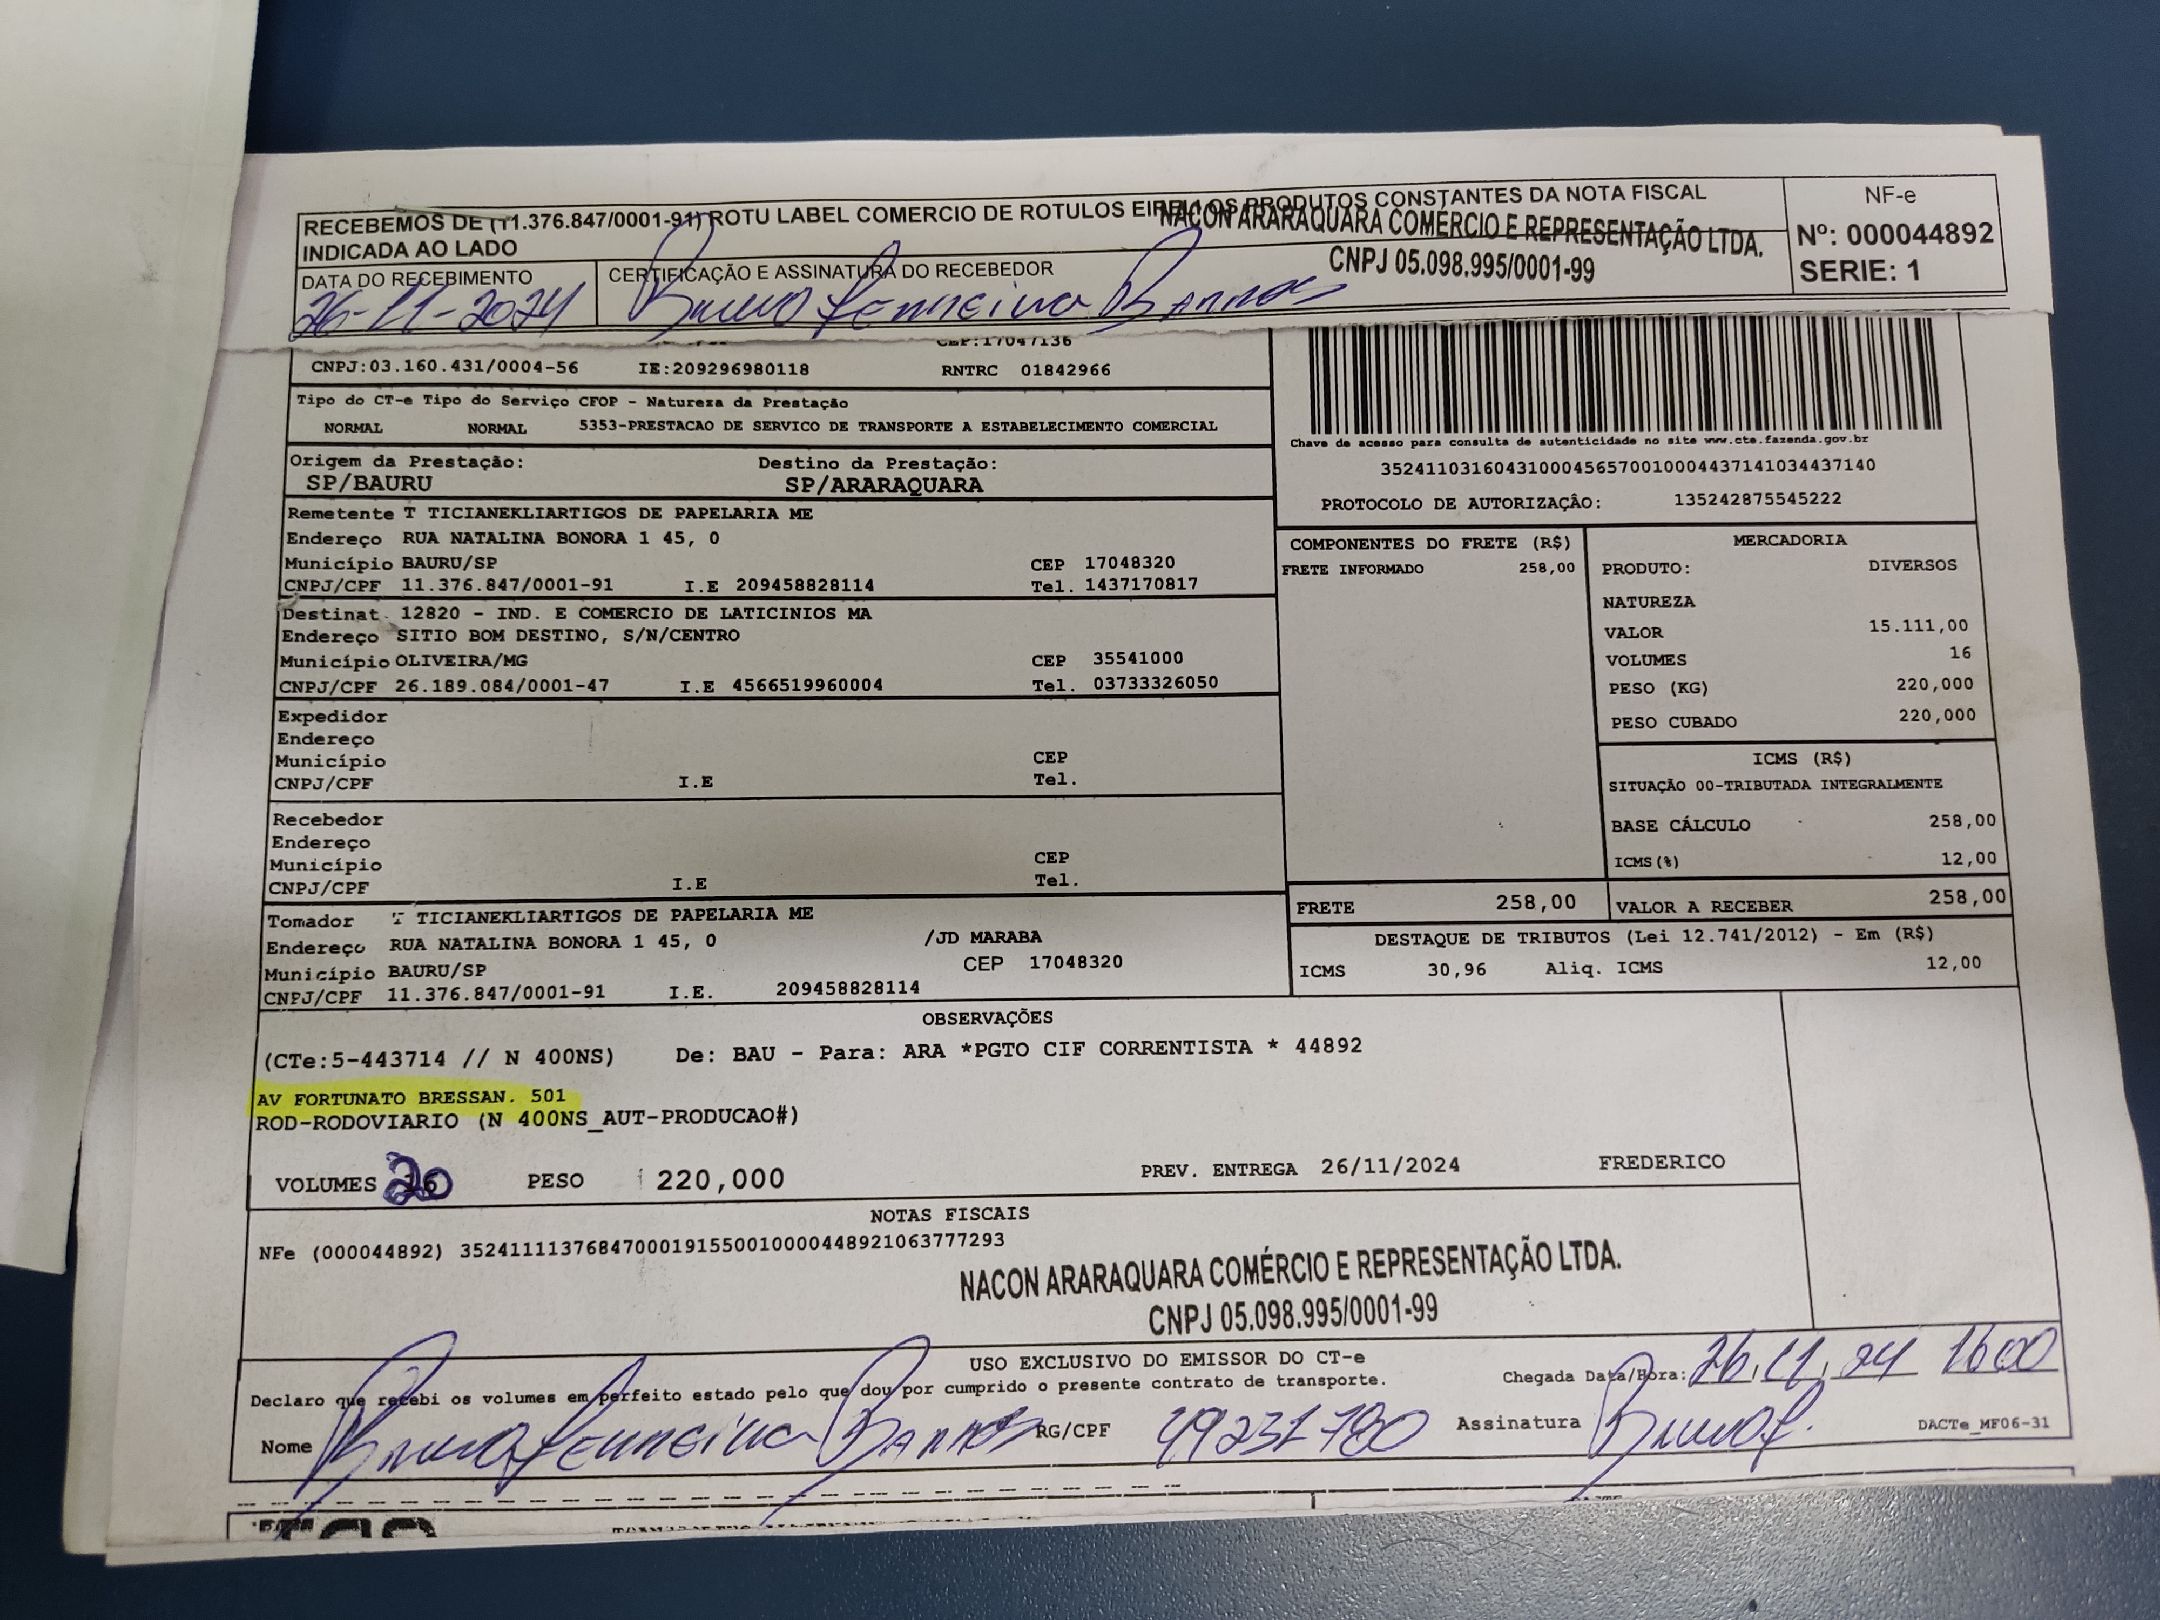 RECEBEMOS DE (11.376.847/0001-91) ROTU LABEL COMERCIO DE ROTULOS EIRELI OS PRODUTOS CONSTANTES DA NOTA FISCAL
INDICADA AO LADO
NACON ARARAQUARA COMÉRCIO E REPRESENTAÇÃO LTDA.
CNPJ 05.098.995/0001-99
NF-e
Nº: 000044892
SERIE: 1
DATA DO RECEBIMENTO
CERTIFICAÇÃO E ASSINATURA DO RECEBEDOR
26-11-2024
Bruno Ferreira Barros
CEP:17047136
CNPJ:03.160.431/0004-56 IE:209296980118 RNTRC 01842966
Tipo do CT-e Tipo do Serviço CFOP - Natureza da Prestação
NORMAL NORMAL 5353-PRESTACAO DE SERVICO DE TRANSPORTE A ESTABELECIMENTO COMERCIAL
Chave de acesso para consulta de autenticidade no site www.cte.fazenda.gov.br
35241103160431000456570010004437141034437140
PROTOCOLO DE AUTORIZAÇÃO: 135242875545222
Origem da Prestação: Destino da Prestação:
SP/BAURU SP/ARARAQUARA
Remetente T TICIANEKLIARTIGOS DE PAPELARIA ME
Endereço RUA NATALINA BONORA 1 45, 0
Município BAURU/SP CEP 17048320
CNPJ/CPF 11.376.847/0001-91 I.E 209458828114 Tel. 1437170817
Destinat. 12820 - IND. E COMERCIO DE LATICINIOS MA
Endereço SITIO BOM DESTINO, S/N/CENTRO
Município OLIVEIRA/MG CEP 35541000
CNPJ/CPF 26.189.084/0001-47 I.E 4566519960004 Tel. 03733326050
Expedidor
Endereço
Município CEP
CNPJ/CPF I.E Tel.
Recebedor
Endereço
Município CEP
CNPJ/CPF I.E Tel.
Tomador T TICIANEKLIARTIGOS DE PAPELARIA ME
Endereço RUA NATALINA BONORA 1 45, 0 /JD MARABA
Município BAURU/SP CEP 17048320
CNPJ/CPF 11.376.847/0001-91 I.E. 209458828114
COMPONENTES DO FRETE (R$)
FRETE INFORMADO 258,00
MERCADORIA
PRODUTO: DIVERSOS
NATUREZA
VALOR 15.111,00
VOLUMES 16
PESO (KG) 220,000
PESO CUBADO 220,000
ICMS (R$)
SITUAÇÃO 00-TRIBUTADA INTEGRALMENTE
BASE CÁLCULO 258,00
ICMS(%) 12,00
FRETE 258,00 VALOR A RECEBER 258,00
DESTAQUE DE TRIBUTOS (Lei 12.741/2012) - Em (R$)
ICMS 30,96 Aliq. ICMS 12,00
OBSERVAÇÕES
(CTe:5-443714 // N 400NS) De: BAU - Para: ARA *PGTO CIF CORRENTISTA * 44892
AV FORTUNATO BRESSAN. 501
ROD-RODOVIARIO (N 400NS_AUT-PRODUCAO#)
VOLUMES 20 PESO 220,000 PREV. ENTREGA 26/11/2024 FREDERICO
NOTAS FISCAIS
NFe (000044892) 35241111376847000191550010000448921063777293
NACON ARARAQUARA COMÉRCIO E REPRESENTAÇÃO LTDA.
CNPJ 05.098.995/0001-99
USO EXCLUSIVO DO EMISSOR DO CT-e
Declaro que recebi os volumes em perfeito estado pelo que dou por cumprido o presente contrato de transporte.
Chegada Data/Hora: 26,11,24 1600
Nome Bruno Ferreira Barros RG/CPF 49231780 Assinatura Bruno f. DACTe_MF06-31